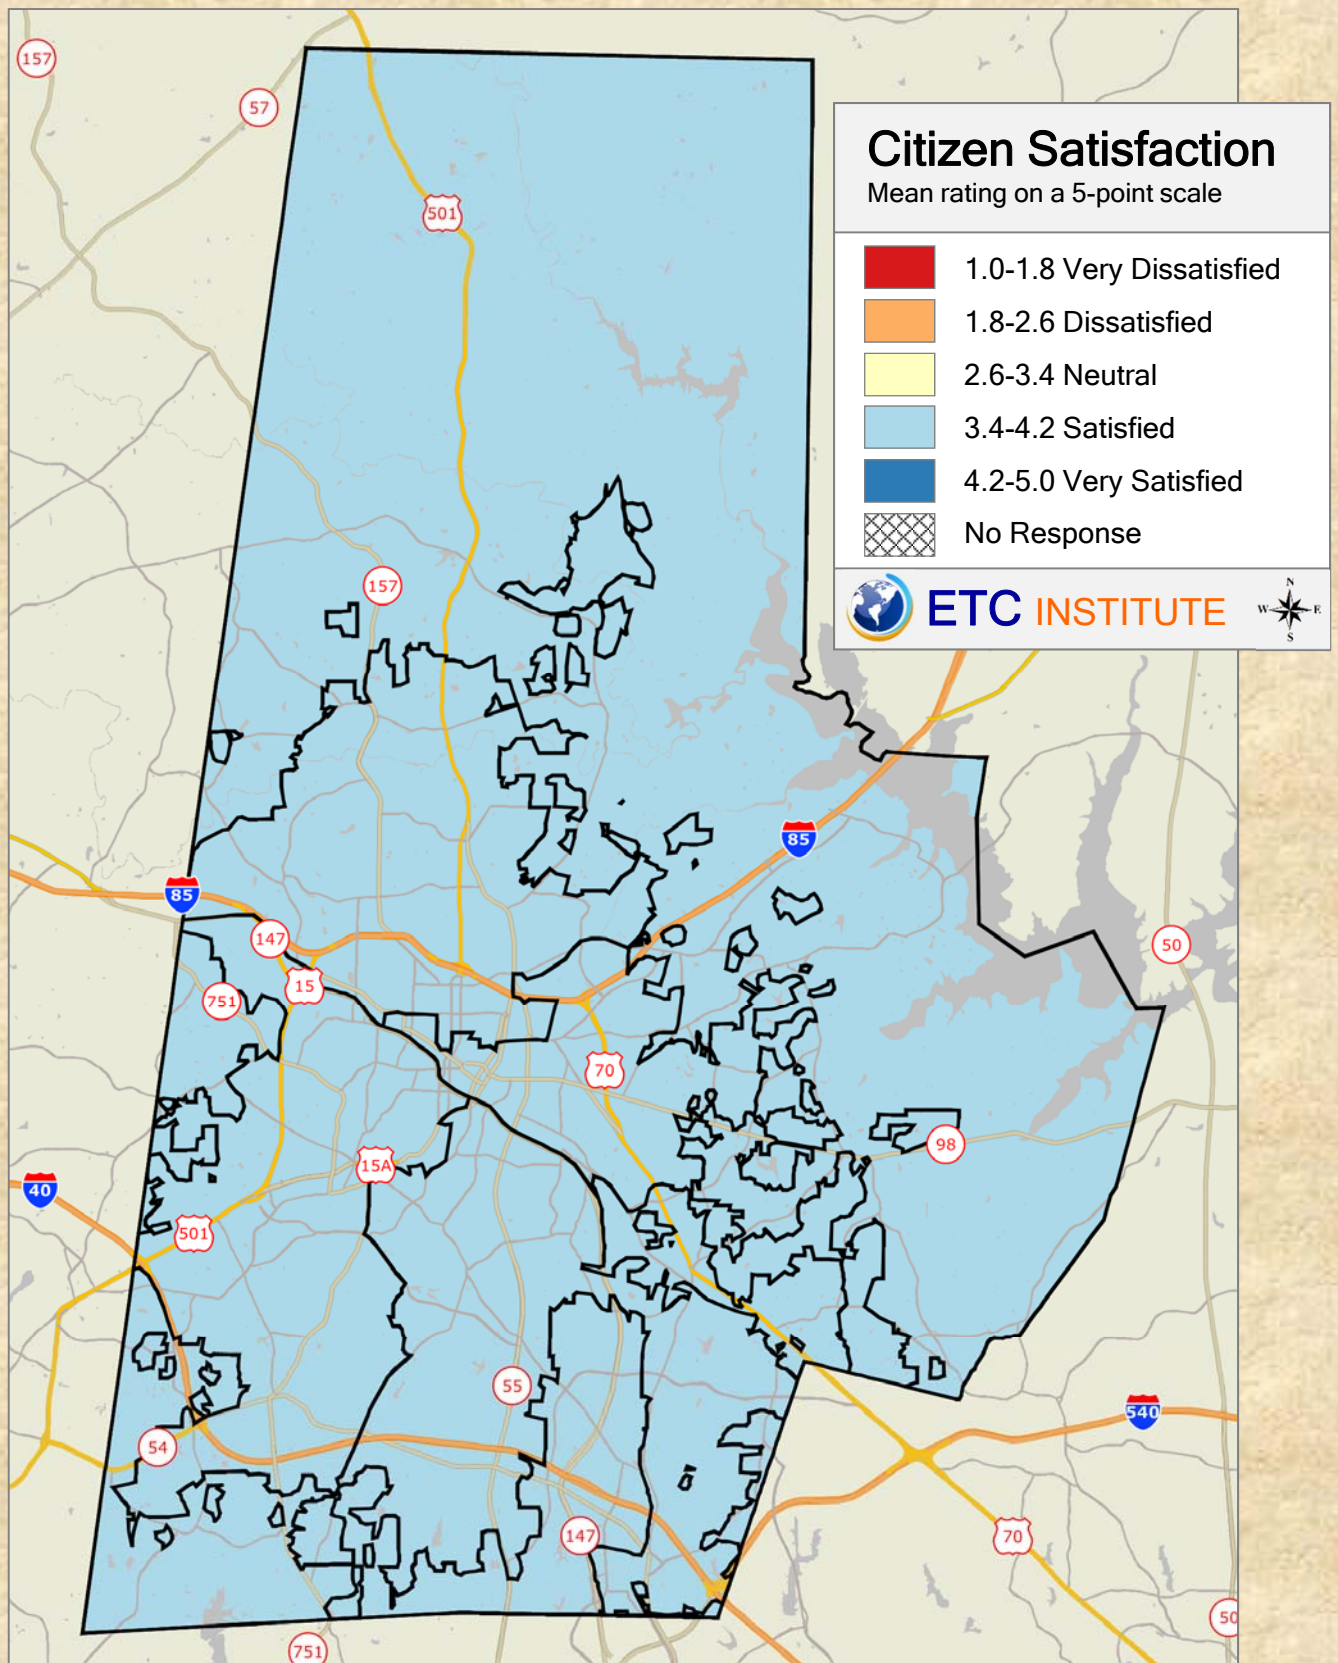 157
57
501
Citizen Satisfaction
Mean rating on a 5-point scale
1.0-1.8 Very Dissatisfied
1.8-2.6 Dissatisfied
2.6-3.4 Neutral
3.4-4.2 Satisfied
4.2-5.0 Very Satisfied
No Response
ETC INSTITUTE
N
W E
S
157
85
85
147
50
15
751
70
98
15A
40
501
55
540
54
147
70
50
751